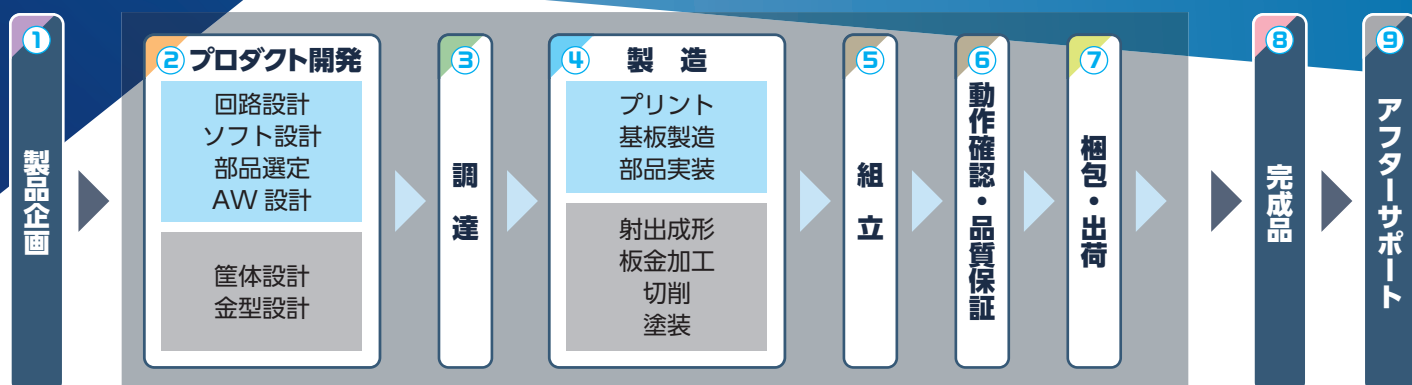 ①
製品企画
② プロダクト開発
回路設計
ソフト設計
部品選定
AW 設計
筐体設計
金型設計
③
調達
④ 製造
プリント
基板製造
部品実装
射出成形
板金加工
切削
塗装
⑤
組立
⑥
動作確認・品質保証
⑦
梱包・出荷
⑧
完成品
⑨
アフターサポート